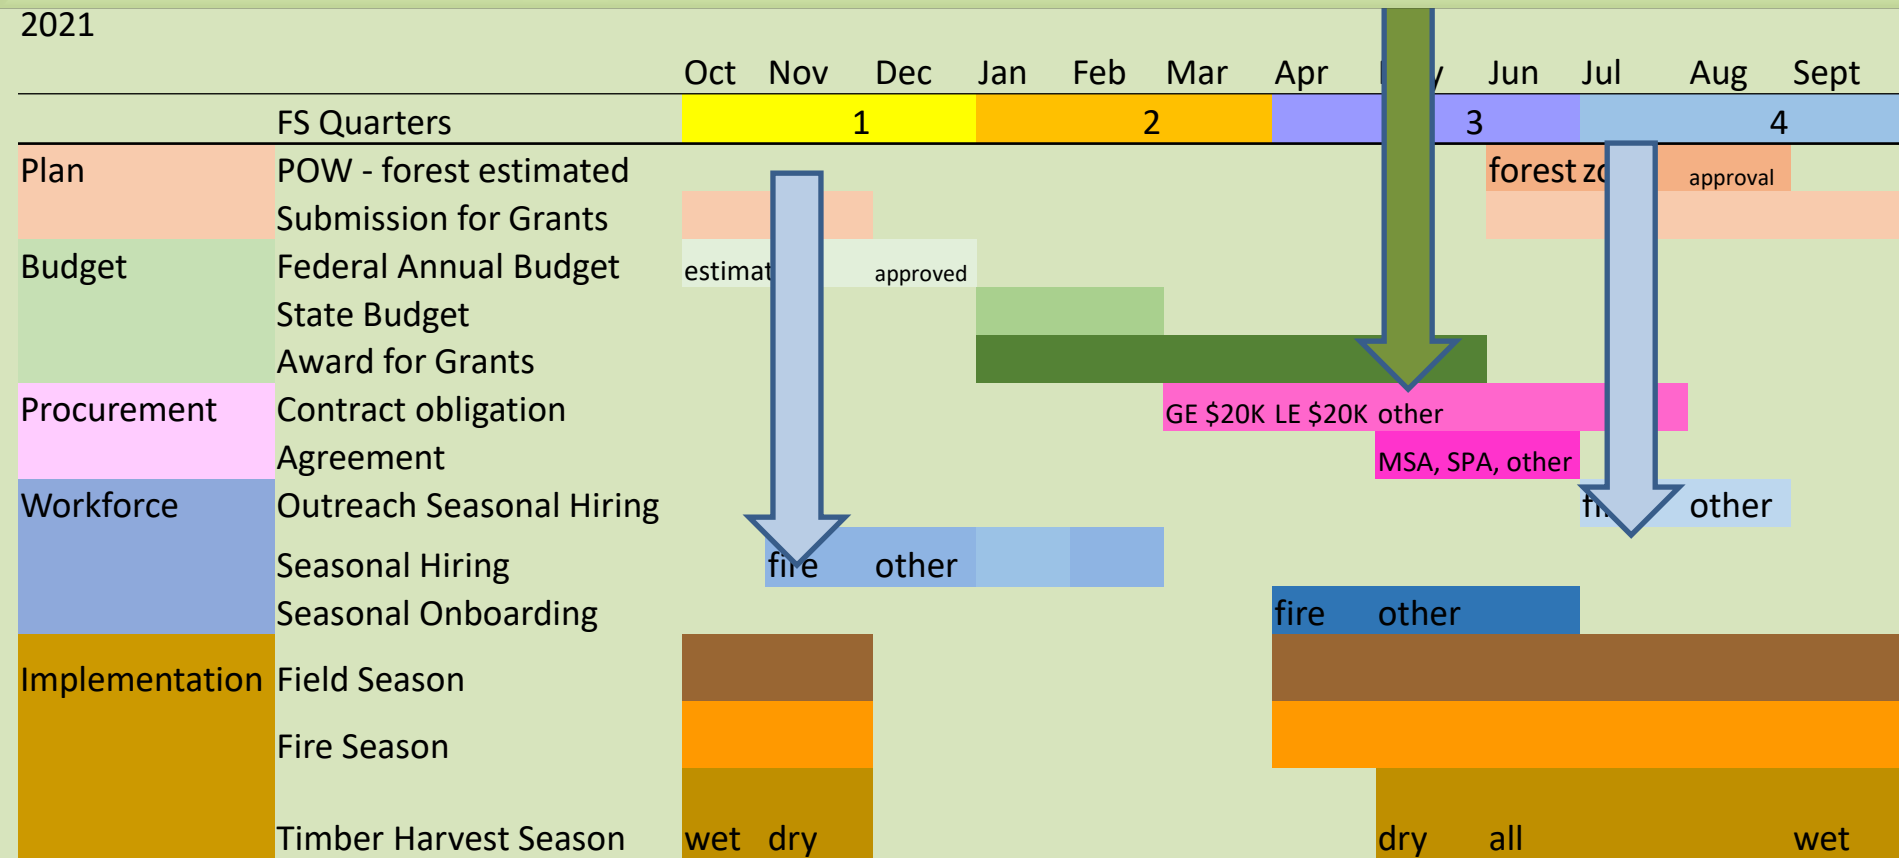 2021
Oct Nov Dec Jan Feb Mar Apr Jun Jul Aug Sept
FS Quarters 1 2 3 4
Plan POW - forest estimated forest approval
Submission for Grants
Budget Federal Annual Budget approved
State Budget
Award for Grants
Procurement Contract obligation GE $20K LE $20K other
Agreement MSA, SPA, other
Workforce Outreach Seasonal Hiring other
Seasonal Hiring fire other
Seasonal Onboarding fire other
Implementation Field Season
Fire Season
Timber Harvest Season wet dry dry all wet